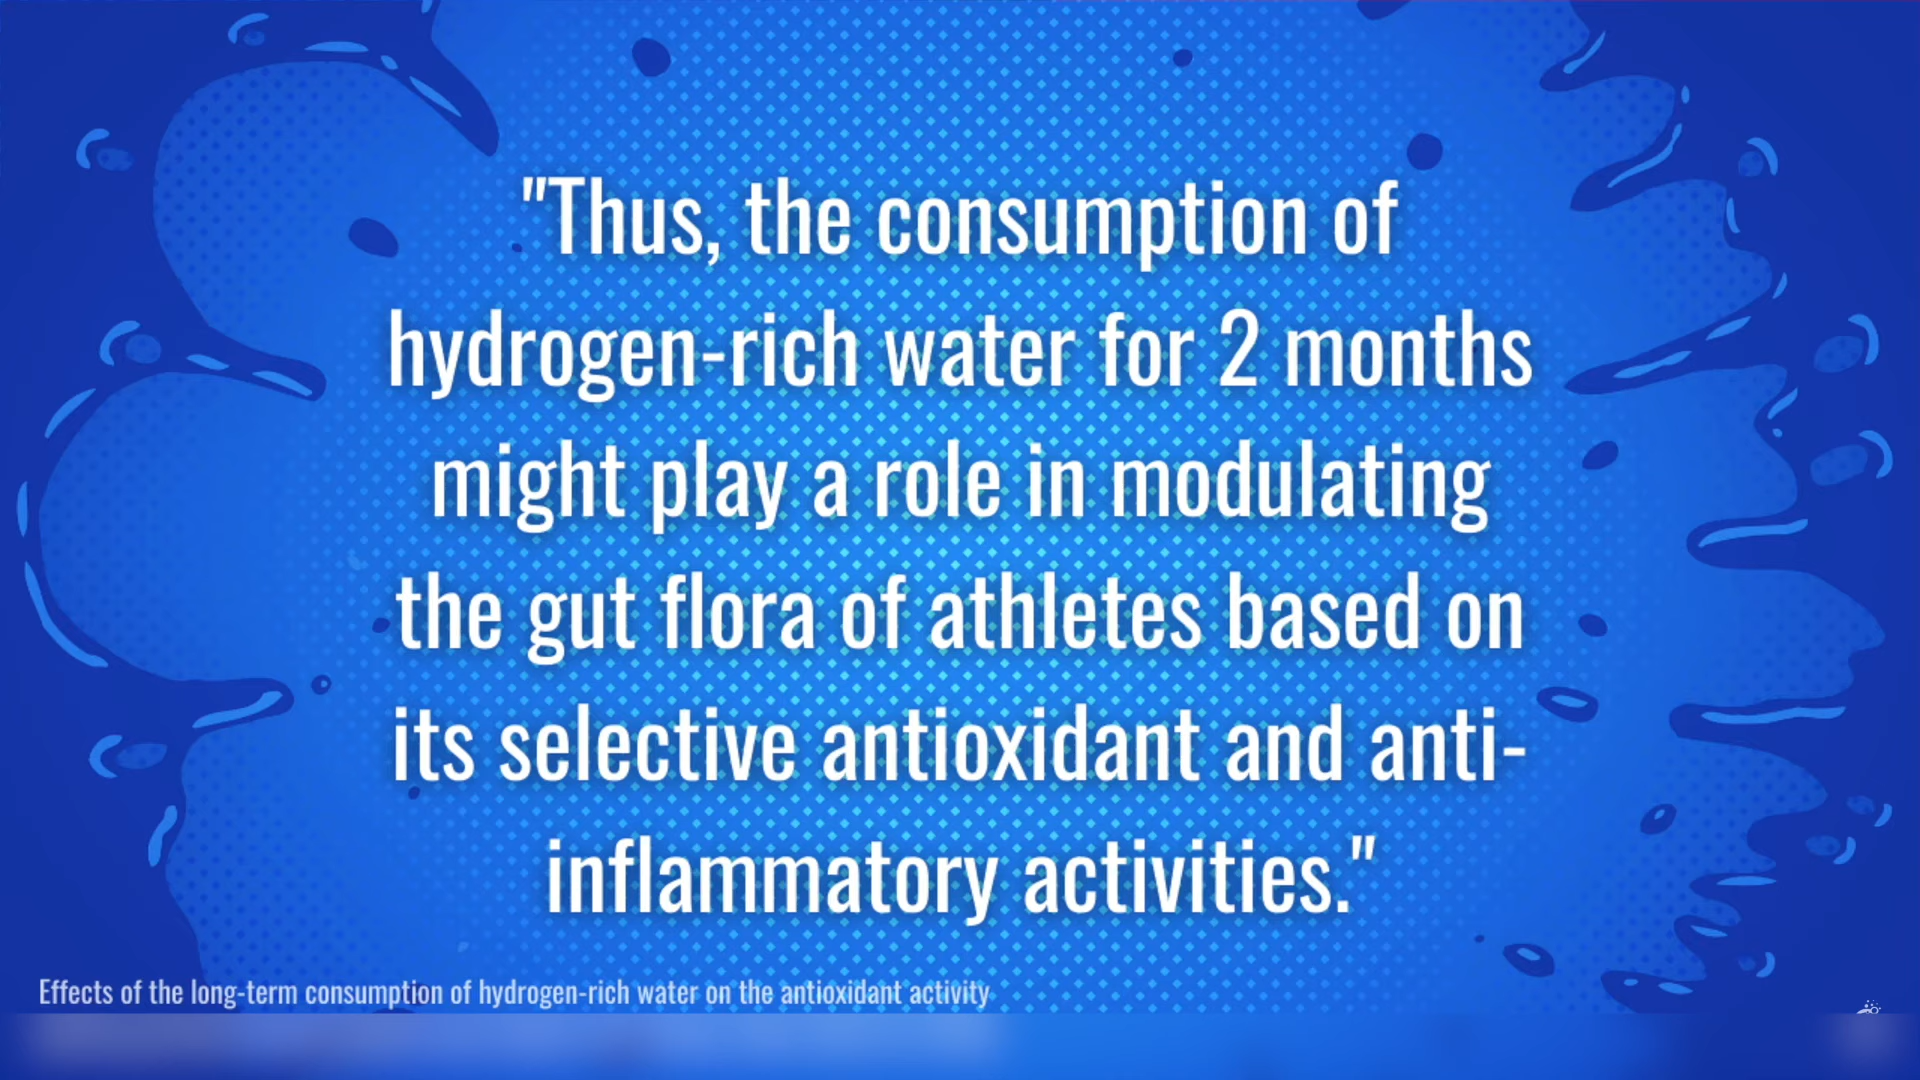 "Thus, the consumption of
hydrogen-rich water for 2 months
might play a role in modulating
the gut flora of athletes based on
its selective antioxidant and anti-
inflammatory activities."
Effects of the long-term consumption of hydrogen-rich water on the antioxidant activity